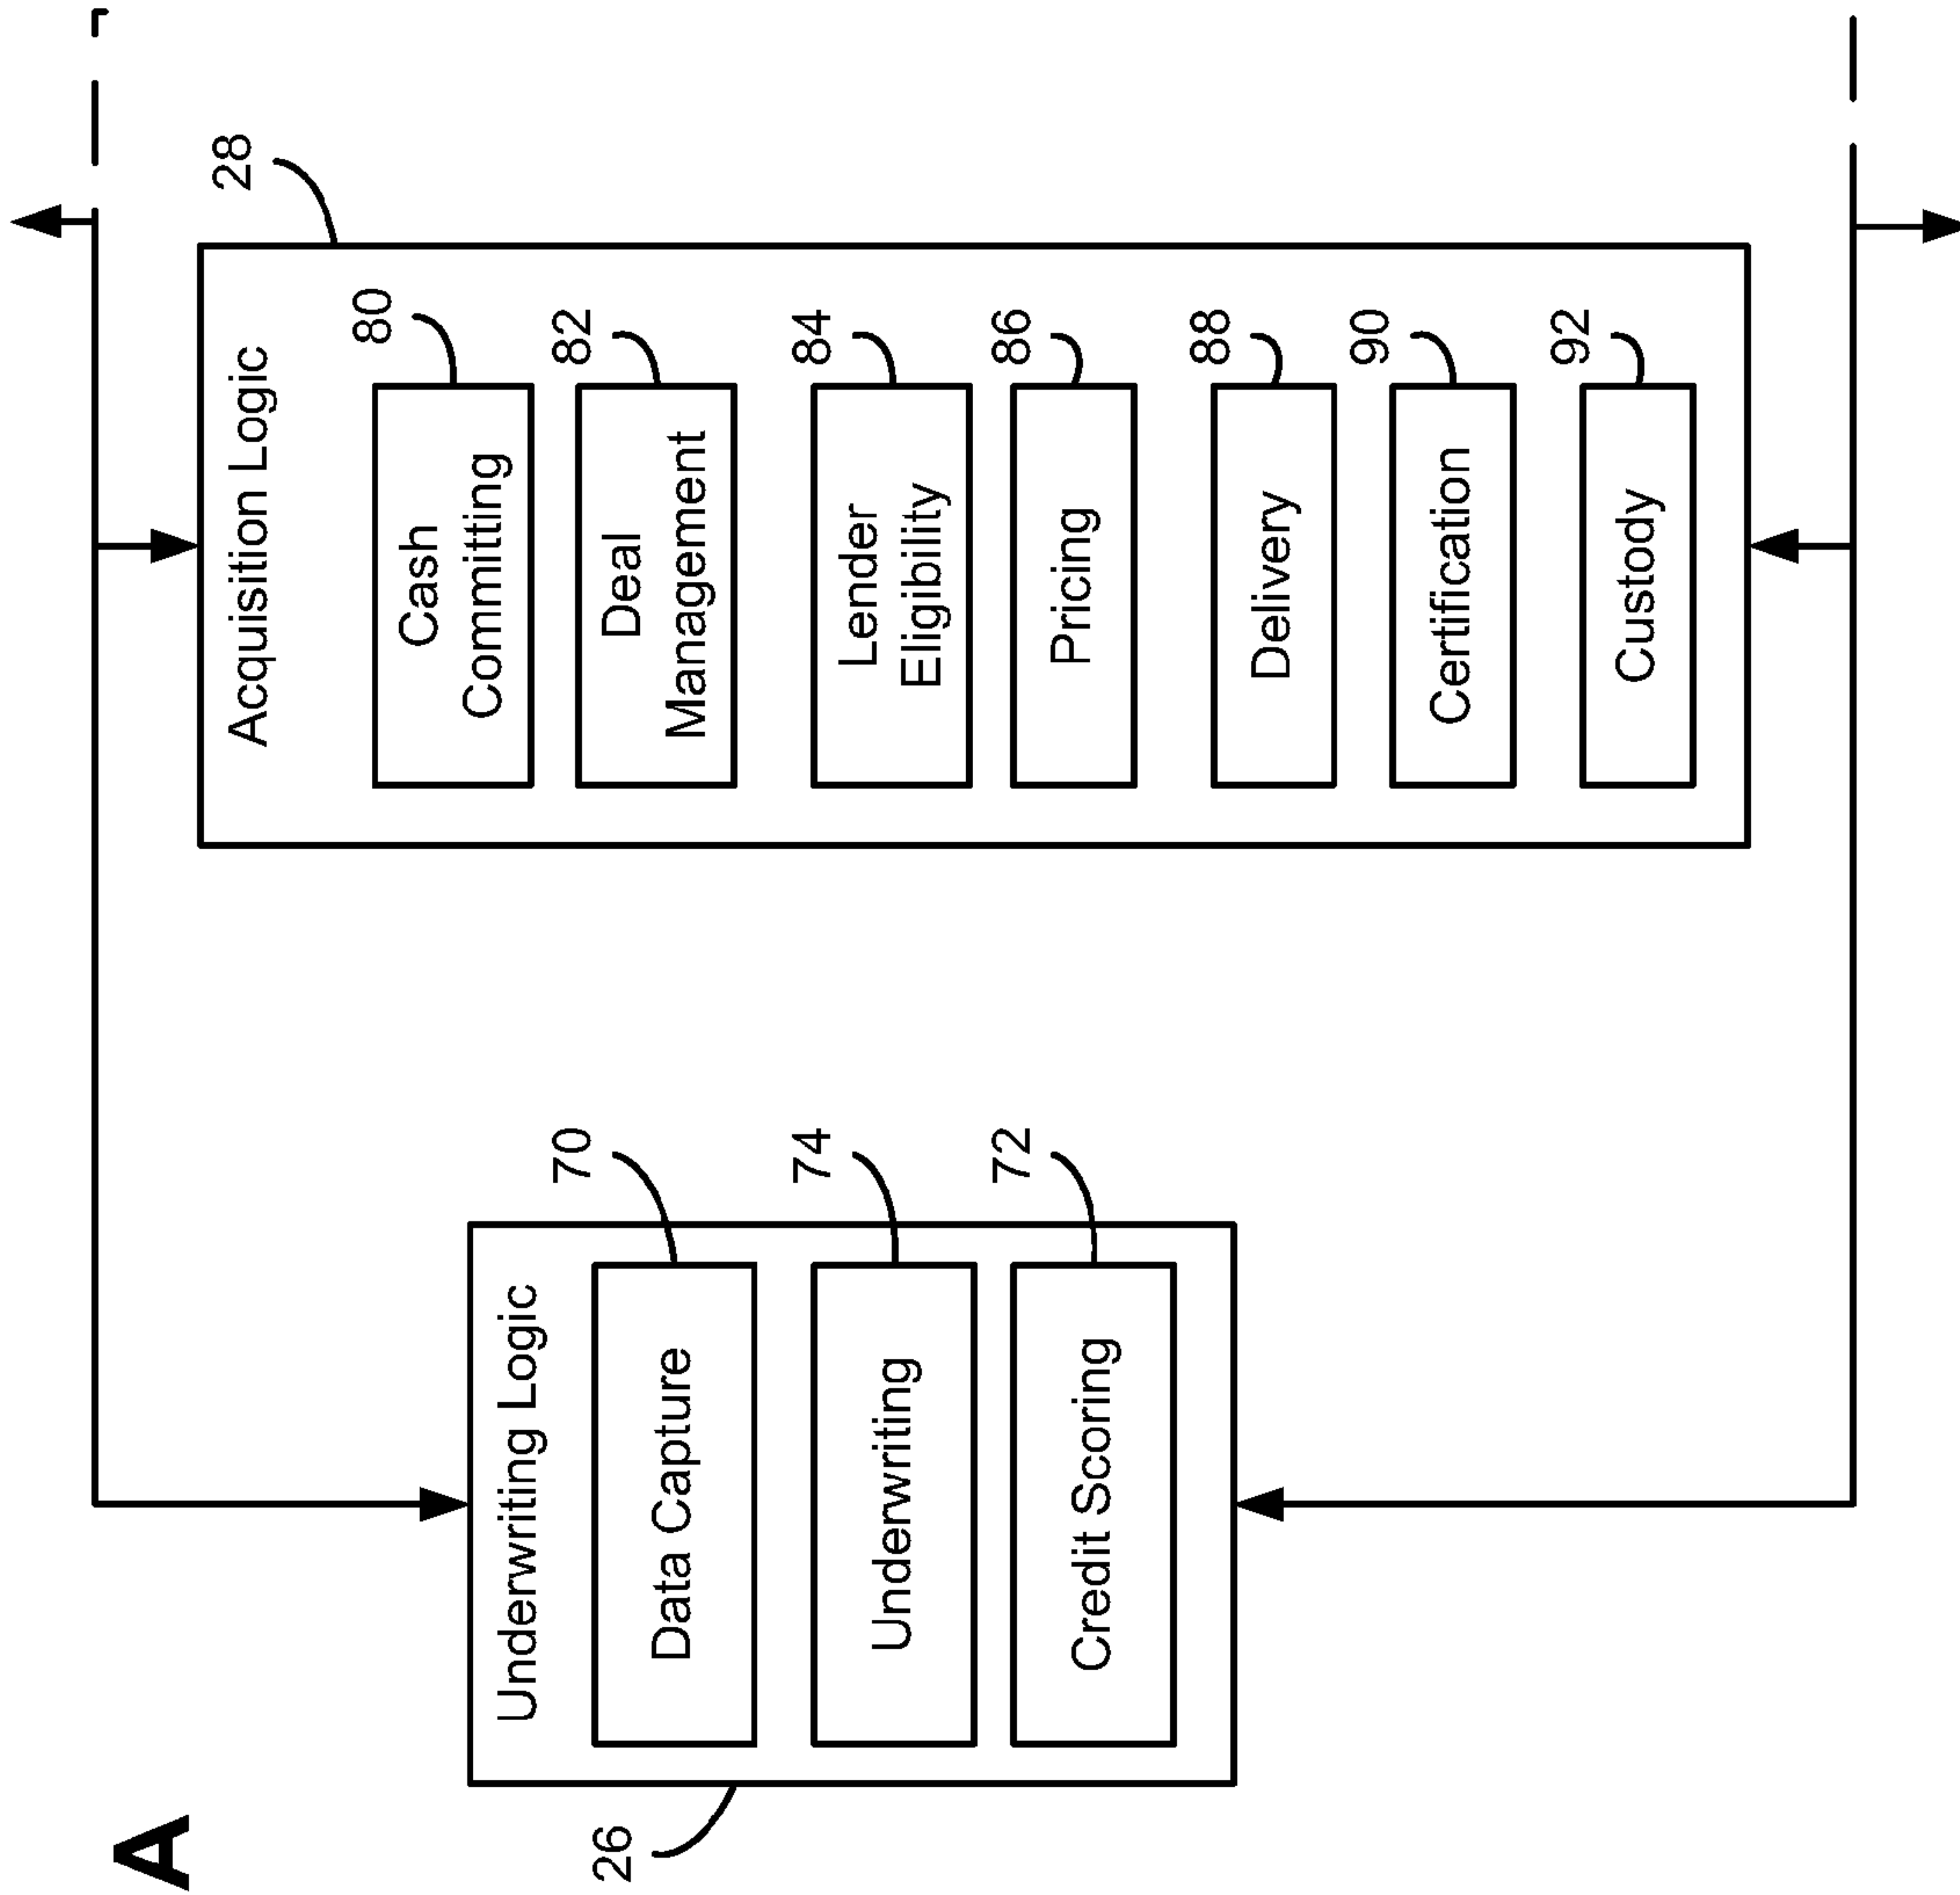 A
26
Underwriting Logic
Data Capture
70
Underwriting
74
Credit Scoring
72
28
Acquisition Logic
Cash
Committing
80
Deal
Management
82
Lender
Eligibility
84
Pricing
86
Delivery
88
Certification
90
Custody
92